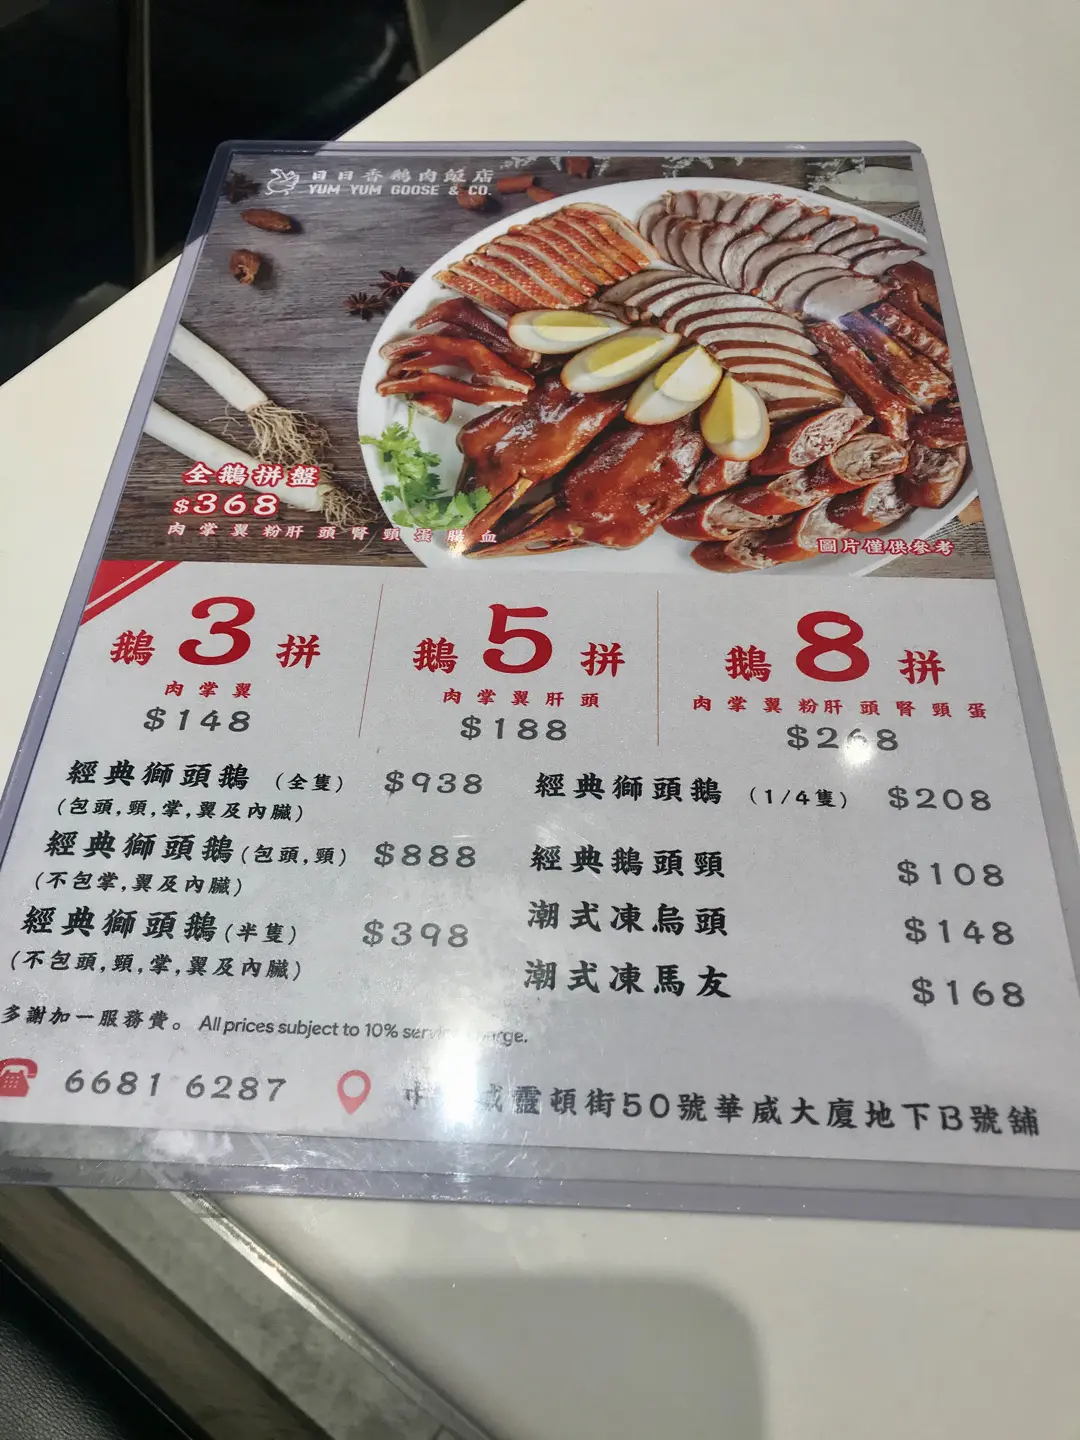 日日香鵝肉飯店
YUM YUM GOOSE & CO.
全鵝拼盤
$368
肉掌翼粉肝頭腎頸蛋腸血
圖片僅供參考
鵝3拼
肉掌翼
$148
鵝5拼
肉掌翼肝頭
$188
鵝8拼
肉掌翼粉肝頭腎頸蛋
$268
經典獅頭鵝（全隻） $938
(包頭,頸,掌,翼及內臟)
經典獅頭鵝(包頭,頸) $888
(不包掌,翼及內臟)
經典獅頭鵝(半隻) $398
(不包頭,頸,掌,翼及內臟)
經典獅頭鵝（1/4隻） $208
經典鵝頭頸 $108
潮式凍烏頭 $148
潮式凍馬友 $168
多謝加一服務費。 All prices subject to 10% service charge.
6681 6287
威靈頓街50號華威大廈地下B號舖